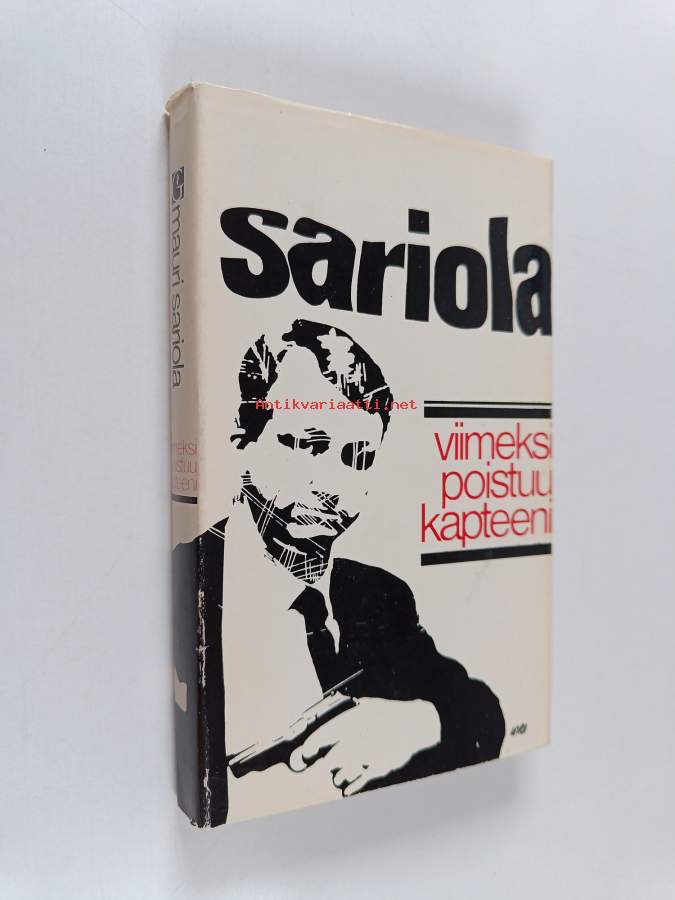 sariola
Antikvariaatti.net
viimeksi
poistuu
kapteeni
mauri sariola